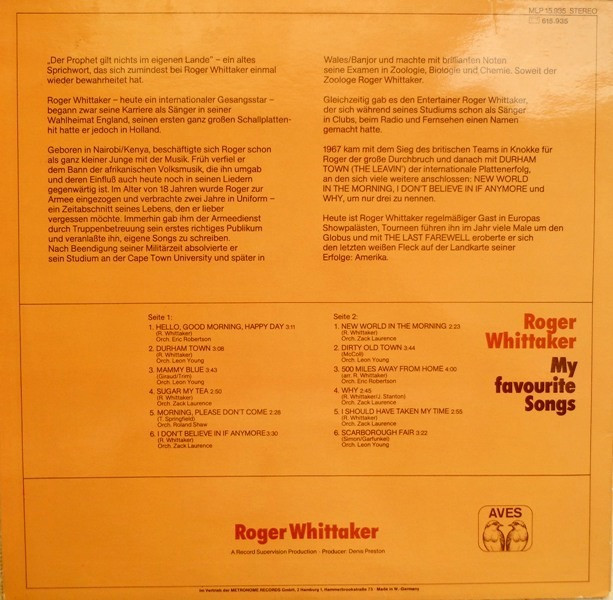 MLP 15.935 STEREO
815.935
„Der Prophet gilt nichts im eigenen Lande" – ein altes
Sprichwort, das sich zumindest bei Roger Whittaker einmal
wieder bewahrheitet hat.
Roger Whittaker – heute ein internationaler Gesangsstar –
begann zwar seine Karriere als Sänger in seiner
Wahlheimat England, seinen ersten ganz großen Schallplatten-
hit hatte er jedoch in Holland.
Geboren in Nairobi/Kenya, beschäftigte sich Roger schon
als ganz kleiner Junge mit der Musik. Früh verfiel er
dem Bann der afrikanischen Volksmusik, die ihn umgab
und deren Einfluß auch heute noch in seinen Liedern
gegenwärtig ist. Im Alter von 18 Jahren wurde Roger zur
Armee eingezogen und verbrachte zwei Jahre in Uniform –
ein Zeitabschnitt seines Lebens, den er lieber
vergessen möchte. Immerhin gab ihm der Armeedienst
durch Truppenbetreuung sein erstes richtiges Publikum
und veranlaßte ihn, eigene Songs zu schreiben.
Nach Beendigung seiner Militärzeit absolvierte er
sein Studium an der Cape Town University und später in
Wales/Banjor und machte mit brillanten Noten
seine Examen in Zoologie, Biologie und Chemie. Soweit der
Zoologe Roger Whittaker.
Gleichzeitig gab es den Entertainer Roger Whittaker,
der sich während seines Studiums schon als Sänger
in Clubs, beim Radio und Fernsehen einen Namen
gemacht hatte.
1967 kam mit dem Sieg des britischen Teams in Knokke für
Roger der große Durchbruch und danach mit DURHAM
TOWN (THE LEAVIN') der internationale Plattenerfolg,
an den sich viele weitere anschlossen: NEW WORLD
IN THE MORNING, I DON'T BELIEVE IN IF ANYMORE und
WHY, um nur drei zu nennen.
Heute ist Roger Whittaker regelmäßiger Gast in Europas
Showpalästen, Tourneen führen ihn im Jahr viele Male um den
Globus und mit THE LAST FAREWELL eroberte er sich
den letzten weißen Fleck auf der Landkarte seiner
Erfolge: Amerika.
Seite 1:
1. HELLO, GOOD MORNING, HAPPY DAY 3:11
(R. Whittaker)
Orch. Eric Robertson
2. DURHAM TOWN 3:08
(R. Whittaker)
Orch. Leon Young
3. MAMMY BLUE 3:43
(Giraud/Trim)
Orch. Leon Young
4. SUGAR MY TEA 2:50
(R. Whittaker)
Orch. Zack Laurence
5. MORNING, PLEASE DON'T COME 2:28
(T. Springfield)
Orch. Roland Shaw
6. I DON'T BELIEVE IN IF ANYMORE 3:30
(R. Whittaker)
Orch. Zack Laurence
Seite 2:
1. NEW WORLD IN THE MORNING 2:23
(R. Whittaker)
Orch. Zack Laurence
2. DIRTY OLD TOWN 3:44
(McColl)
Orch. Leon Young
3. 500 MILES AWAY FROM HOME 4:00
(arr. R. Whittaker)
Orch. Eric Robertson
4. WHY 2:45
(R. Whittaker/J. Stanton)
Orch. Zack Laurence
5. I SHOULD HAVE TAKEN MY TIME 2:55
(R. Whittaker)
Orch. Zack Laurence
6. SCARBOROUGH FAIR 3:22
(Simon/Garfunkel)
Orch. Leon Young
Roger
Whittaker
My
favourite
Songs
Roger Whittaker
A Record Supervision Production · Producer: Denis Preston
AVES
Im Vertrieb der METRONOME RECORDS GmbH, 2 Hamburg 1, Hammerbrookstraße 73 · Made in W.-Germany